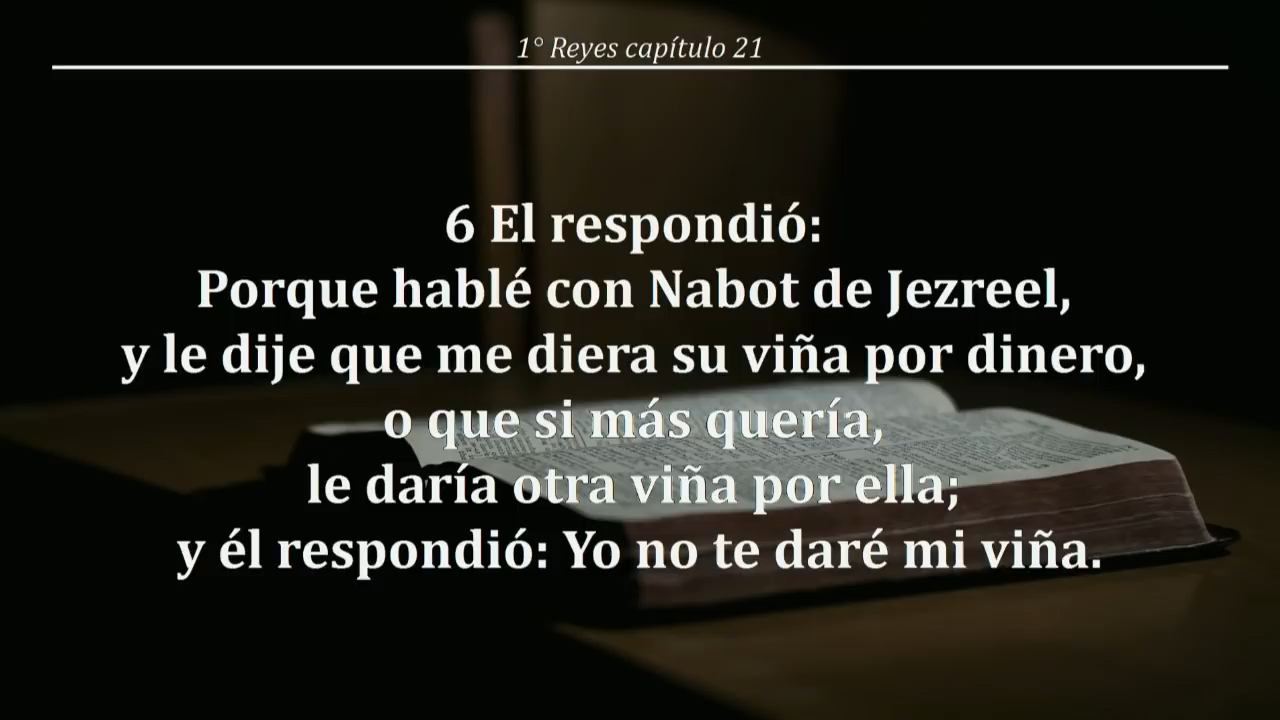 1° Reyes capítulo 21
6 El respondió:
Porque hablé con Nabot de Jezreel,
y le dije que me diera su viña por dinero,
o que si más quería,
le daría otra viña por ella;
y él respondió: Yo no te daré mi viña.